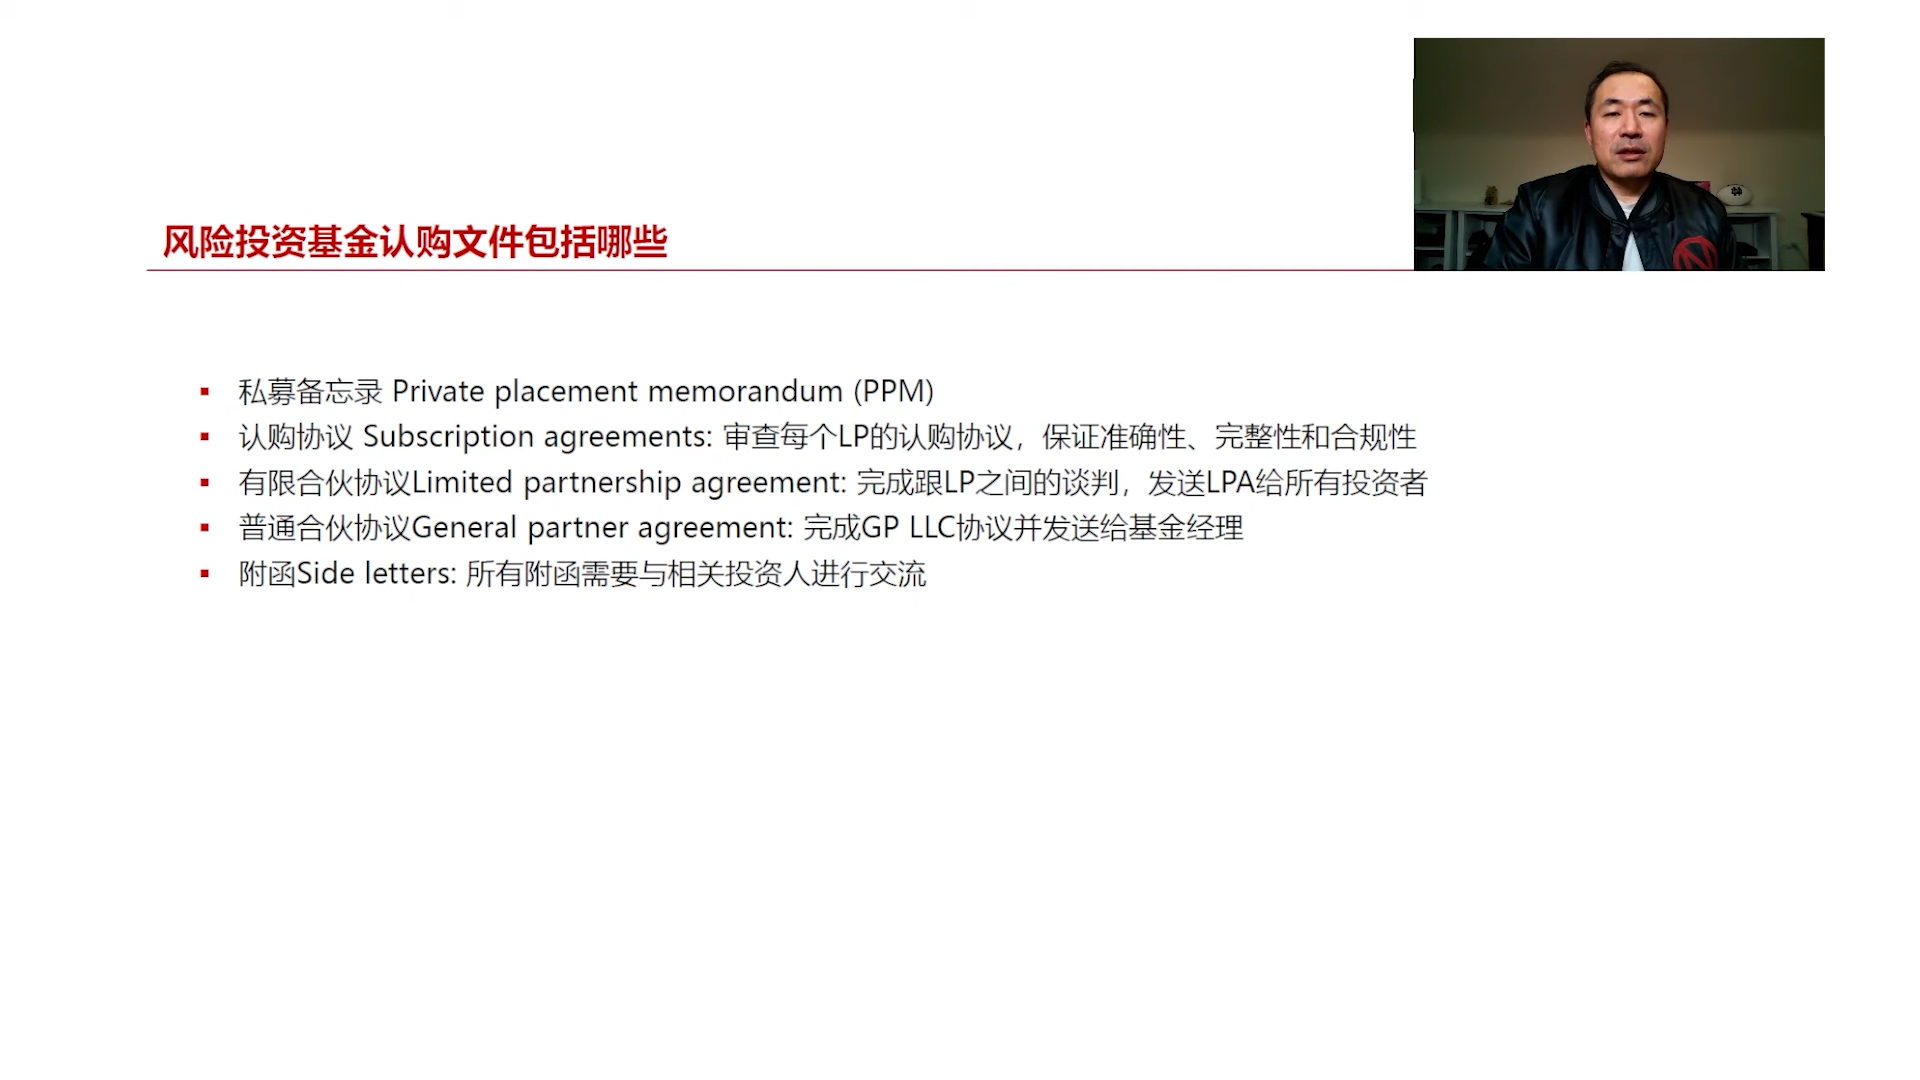 风险投资基金认购文件包括哪些
▪ 私募备忘录 Private placement memorandum (PPM)
▪ 认购协议 Subscription agreements: 审查每个LP的认购协议，保证准确性、完整性和合规性
▪ 有限合伙协议Limited partnership agreement: 完成跟LP之间的谈判，发送LPA给所有投资者
▪ 普通合伙协议General partner agreement: 完成GP LLC协议并发送给基金经理
▪ 附函Side letters: 所有附函需要与相关投资人进行交流